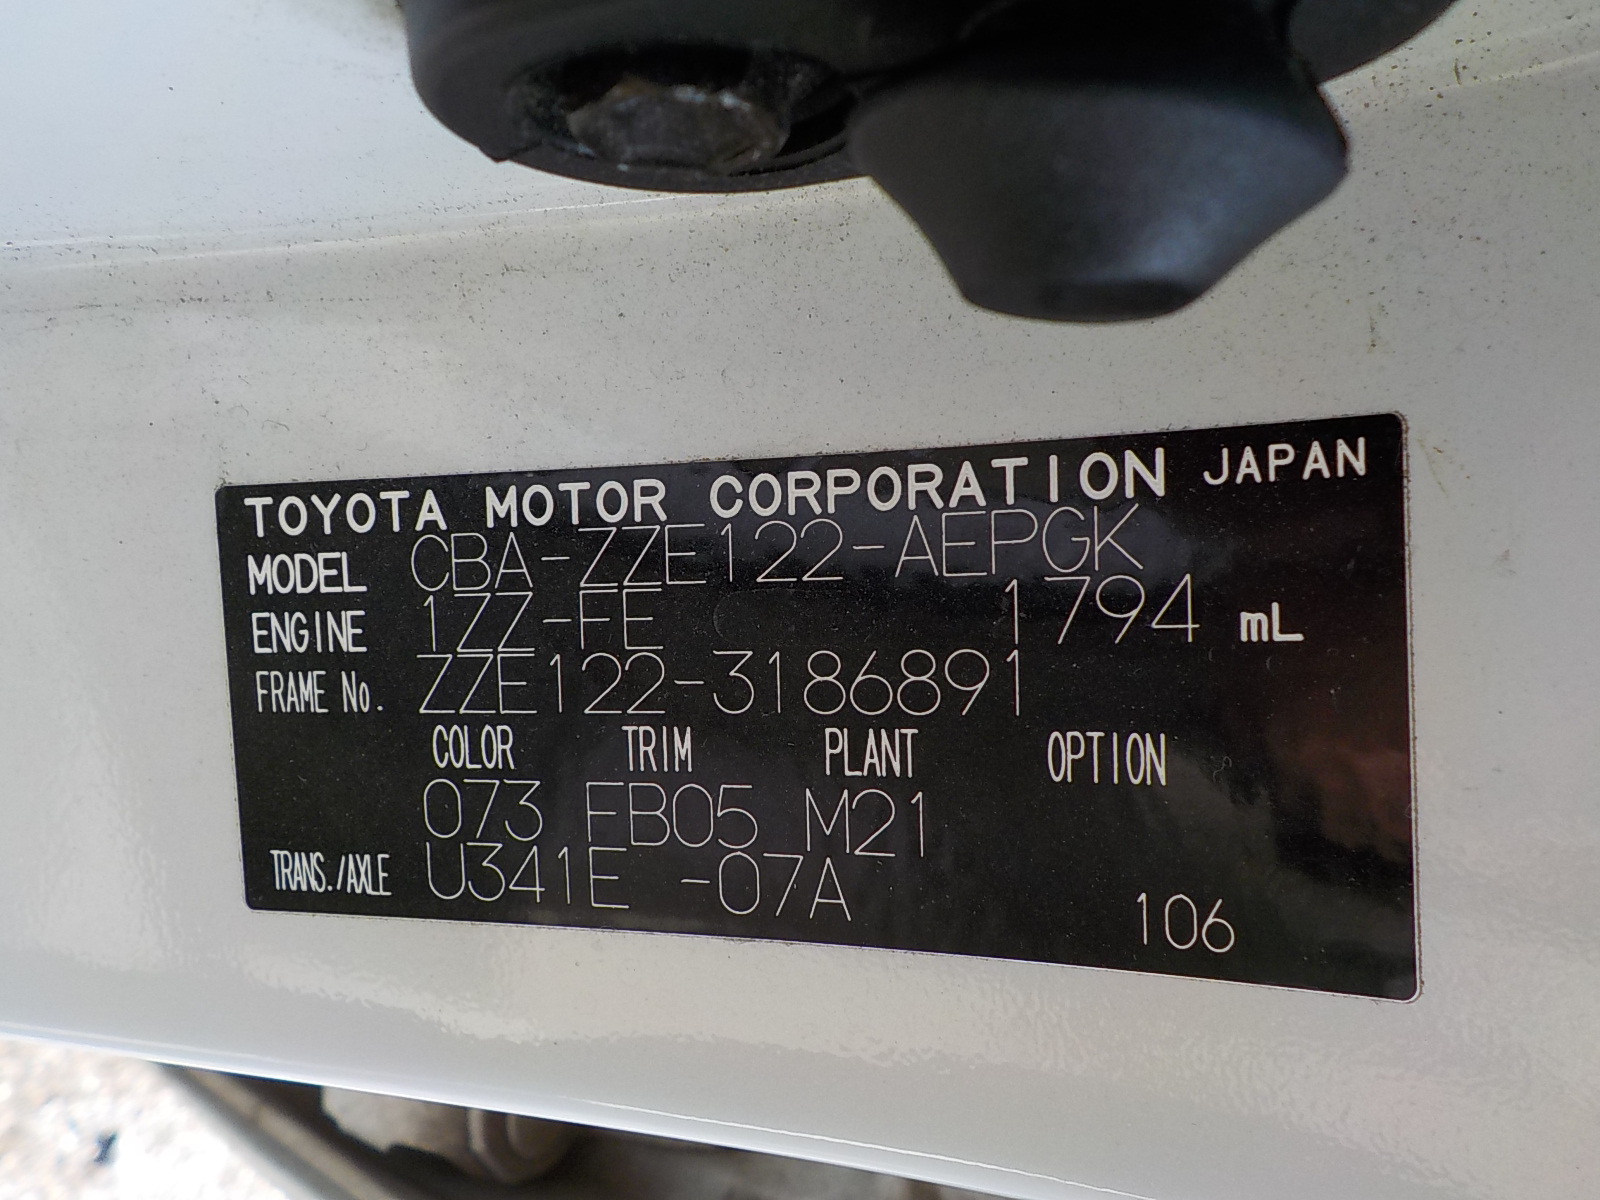 TOYOTA MOTOR CORPORATION JAPAN
MODEL CBA-ZZE122-AEPGK
ENGINE 1ZZ-FE 1794 mL
FRAME No. ZZE122-3186891
COLOR TRIM PLANT OPTION
073 FB05 M21
TRANS./AXLE U341E -07A
106